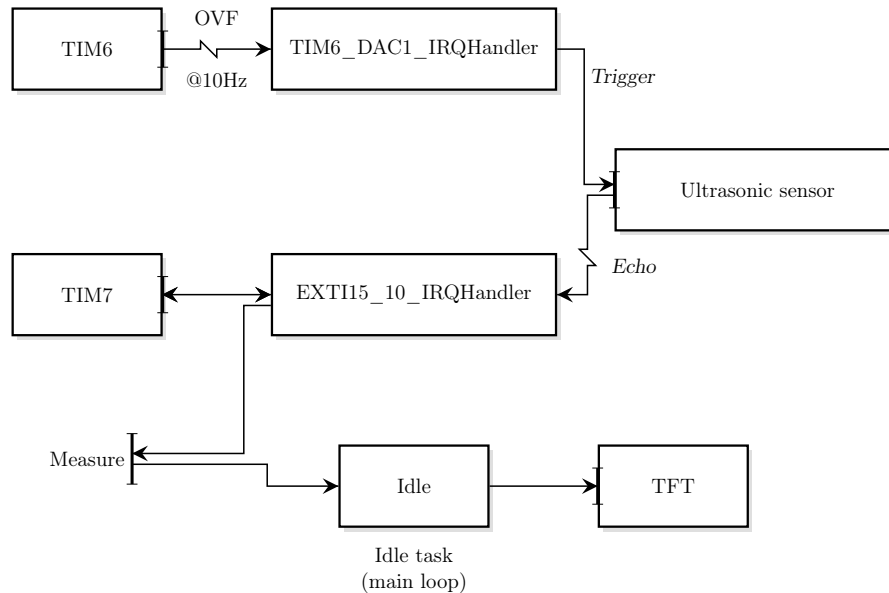 OVF
TIM6
TIM6_DAC1_IRQHandler
@10Hz
Trigger
Ultrasonic sensor
Echo
TIM7
EXTI15_10_IRQHandler
Measure
Idle
TFT
Idle task
(main loop)